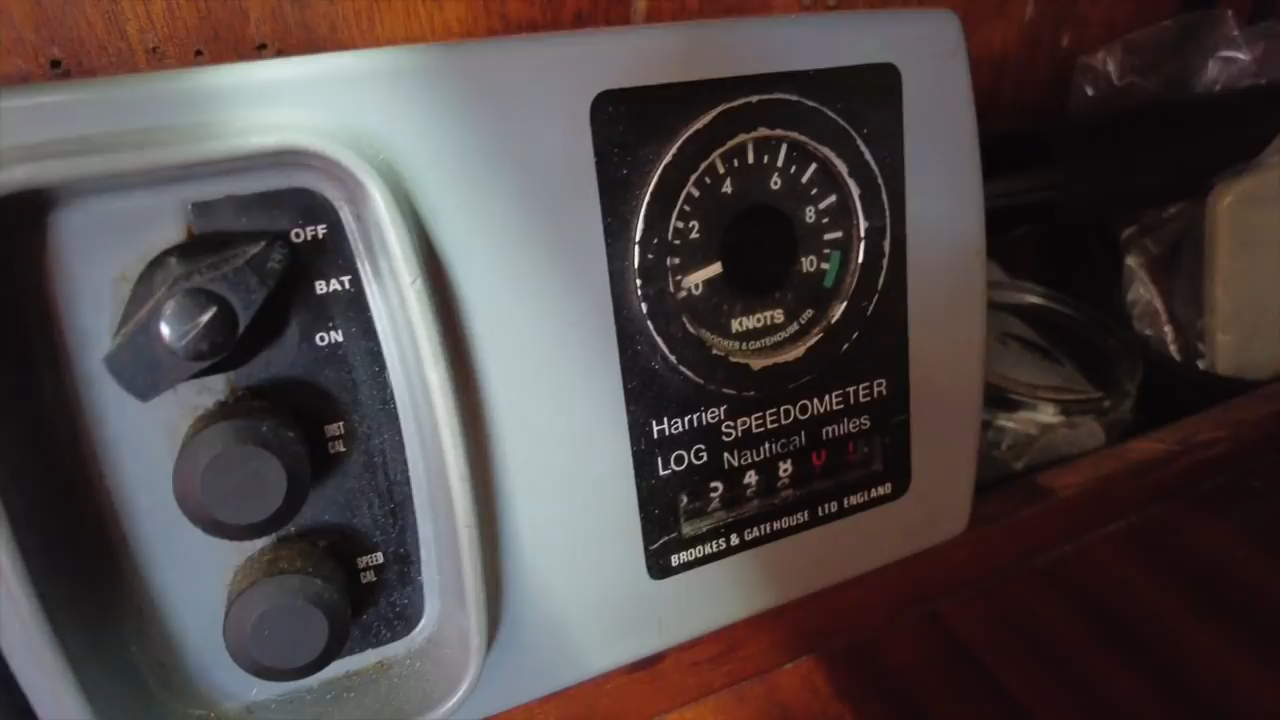 OFF
BAT
ON
DIST
CAL
SPEED
CAL
0
2
4
6
8
10
KNOTS
BROOKES & GATEHOUSE LTD.
Harrier
SPEEDOMETER
LOG Nautical miles
BROOKES & GATEHOUSE LTD ENGLAND